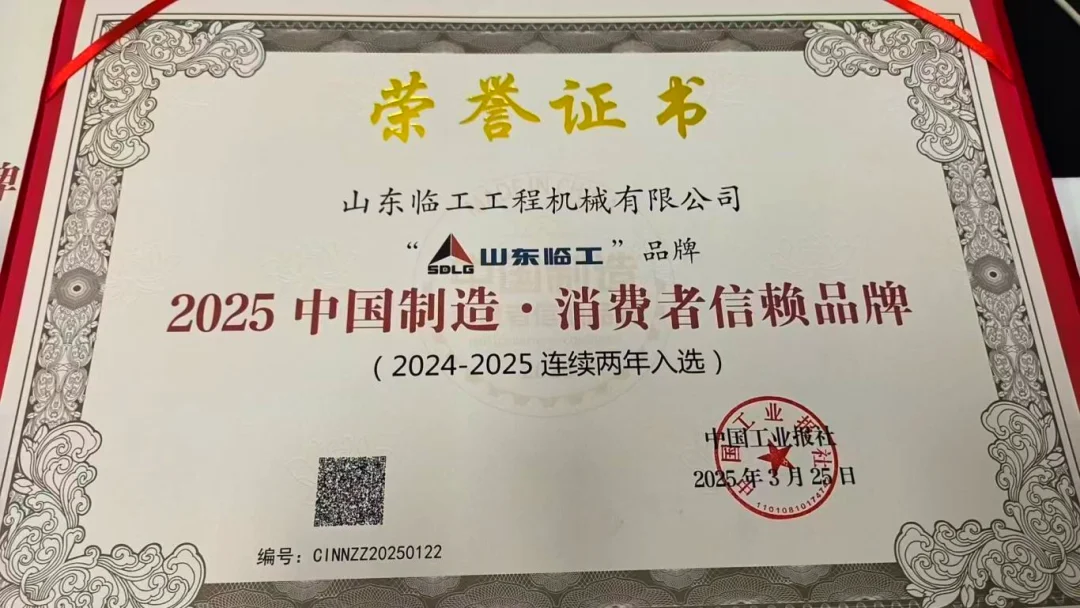 荣誉证书
山东临工工程机械有限公司
“SDLG 山东临工”品牌
2025 中国制造·消费者信赖品牌
（2024-2025 连续两年入选）
中国工业报社
2025年3月25日
编号：CINNZZ20250122
牌